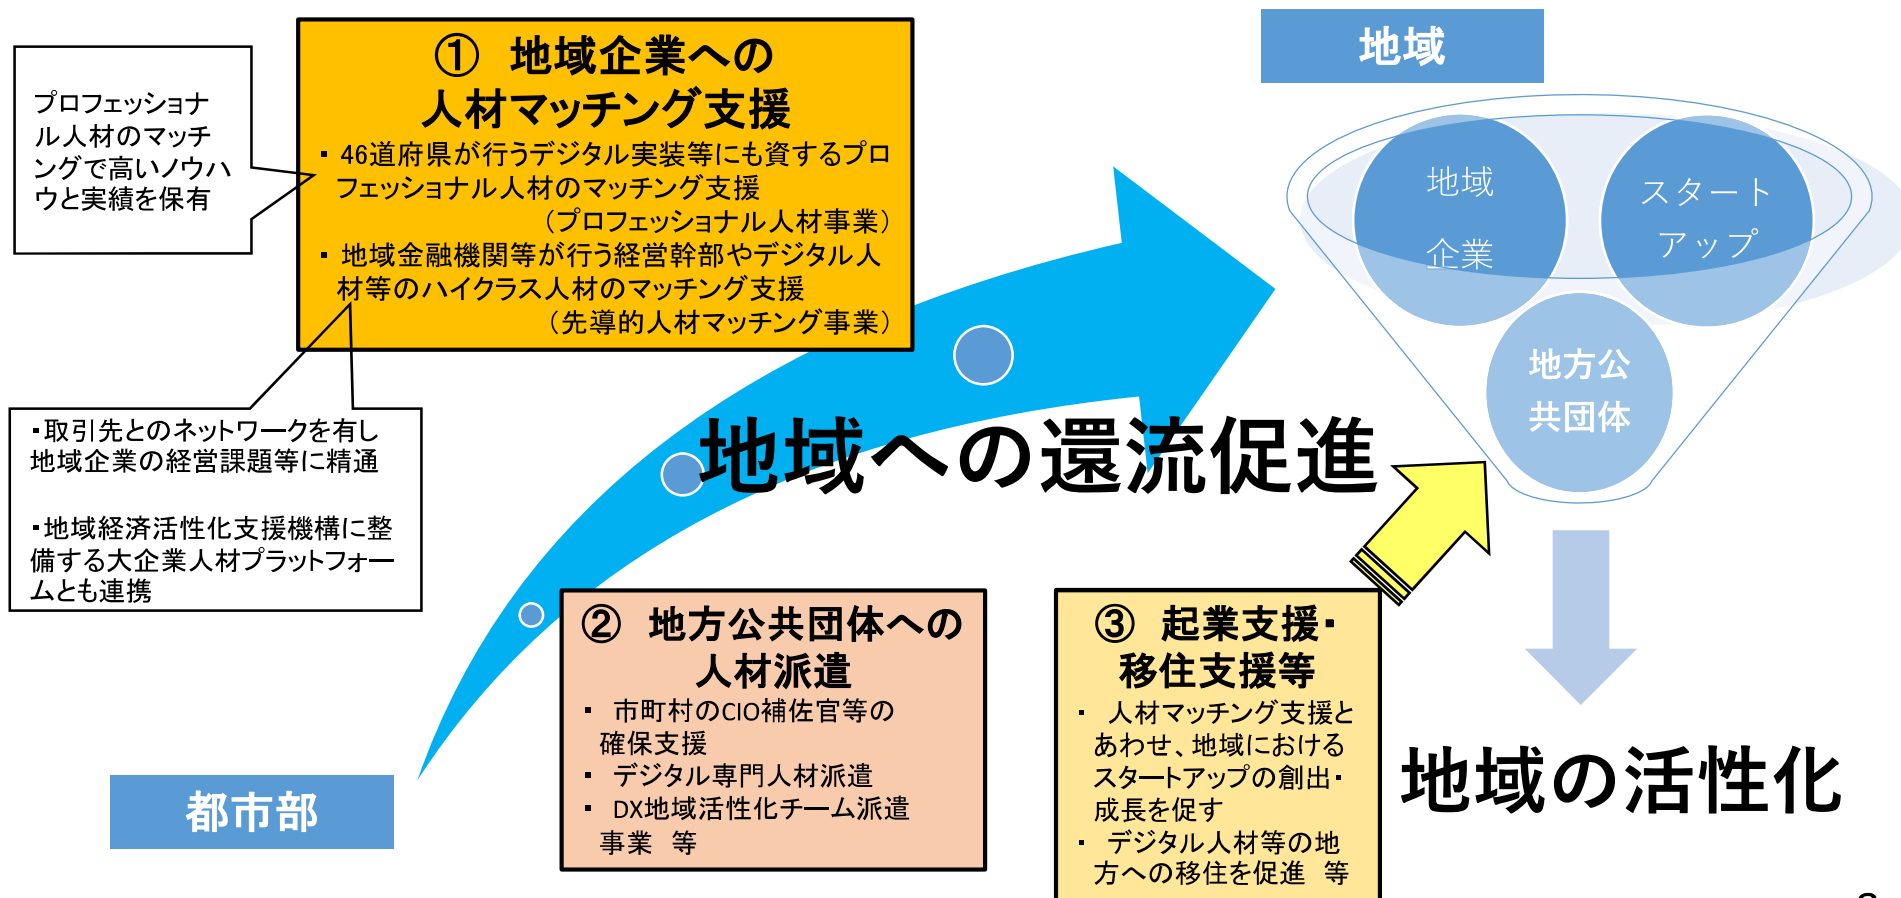 ① 地域企業への
人材マッチング支援
・ 46道府県が行うデジタル実装等にも資するプロ
フェッショナル人材のマッチング支援
（プロフェッショナル人材事業）
・ 地域金融機関等が行う経営幹部やデジタル人
材等のハイクラス人材のマッチング支援
（先導的人材マッチング事業）
プロフェッショナ
ル人材のマッチ
ングで高いノウハ
ウと実績を保有
・取引先とのネットワークを有し
地域企業の経営課題等に精通
・地域経済活性化支援機構に整
備する大企業人材プラットフォー
ムとも連携
地域
地域
企業
スタート
アップ
地方公
共団体
地域への還流促進
② 地方公共団体への
人材派遣
・ 市町村のCIO補佐官等の
確保支援
・ デジタル専門人材派遣
・ DX地域活性化チーム派遣
事業 等
③ 起業支援・
移住支援等
・ 人材マッチング支援と
あわせ、地域における
スタートアップの創出・
成長を促す
・ デジタル人材等の地
方への移住を促進 等
都市部
地域の活性化